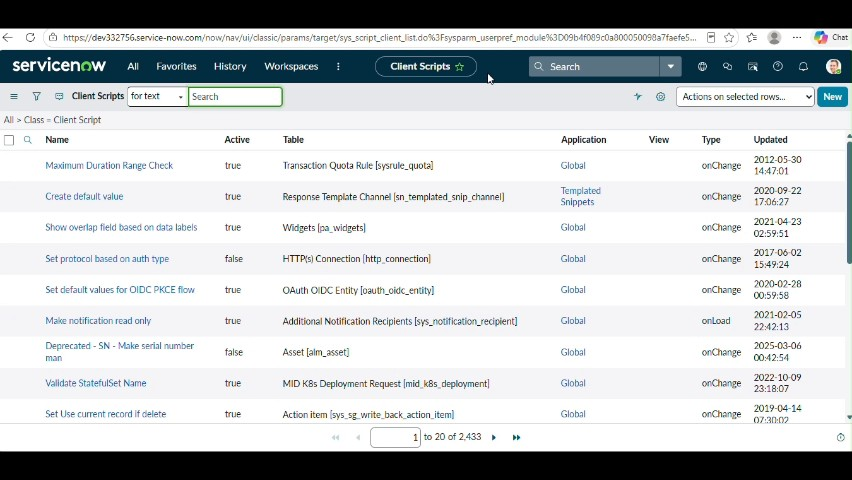 https://dev332756.service-now.com/now/nav/ui/classic/params/target/sys_script_client_list.do%3Fsysparm_userpref_module%3D09b4f089c0a800050098a7faefe5...
Chat
servicenow All Favorites History Workspaces Client Scripts Search
Client Scripts for text Search Actions on selected rows... New
All > Class = Client Script
Name Active Table Application View Type Updated
Maximum Duration Range Check true Transaction Quota Rule [sysrule_quota] Global onChange 2012-05-30 14:47:01
Create default value true Response Template Channel [sn_templated_snip_channel] Templated Snippets onChange 2020-09-22 17:06:27
Show overlap field based on data labels true Widgets [pa_widgets] Global onChange 2021-04-23 02:59:51
Set protocol based on auth type false HTTP(s) Connection [http_connection] Global onChange 2017-06-02 15:49:24
Set default values for OIDC PKCE flow true OAuth OIDC Entity [oauth_oidc_entity] Global onChange 2020-02-28 00:59:58
Make notification read only true Additional Notification Recipients [sys_notification_recipient] Global onLoad 2021-02-05 22:42:13
Deprecated - SN - Make serial number man false Asset [alm_asset] Global onChange 2025-03-06 00:42:54
Validate StatefulSet Name true MID K8s Deployment Request [mid_k8s_deployment] Global onChange 2022-10-09 23:18:07
Set Use current record if delete true Action item [sys_sg_write_back_action_item] Global onChange 2019-04-14 07:30:02
1 to 20 of 2,433